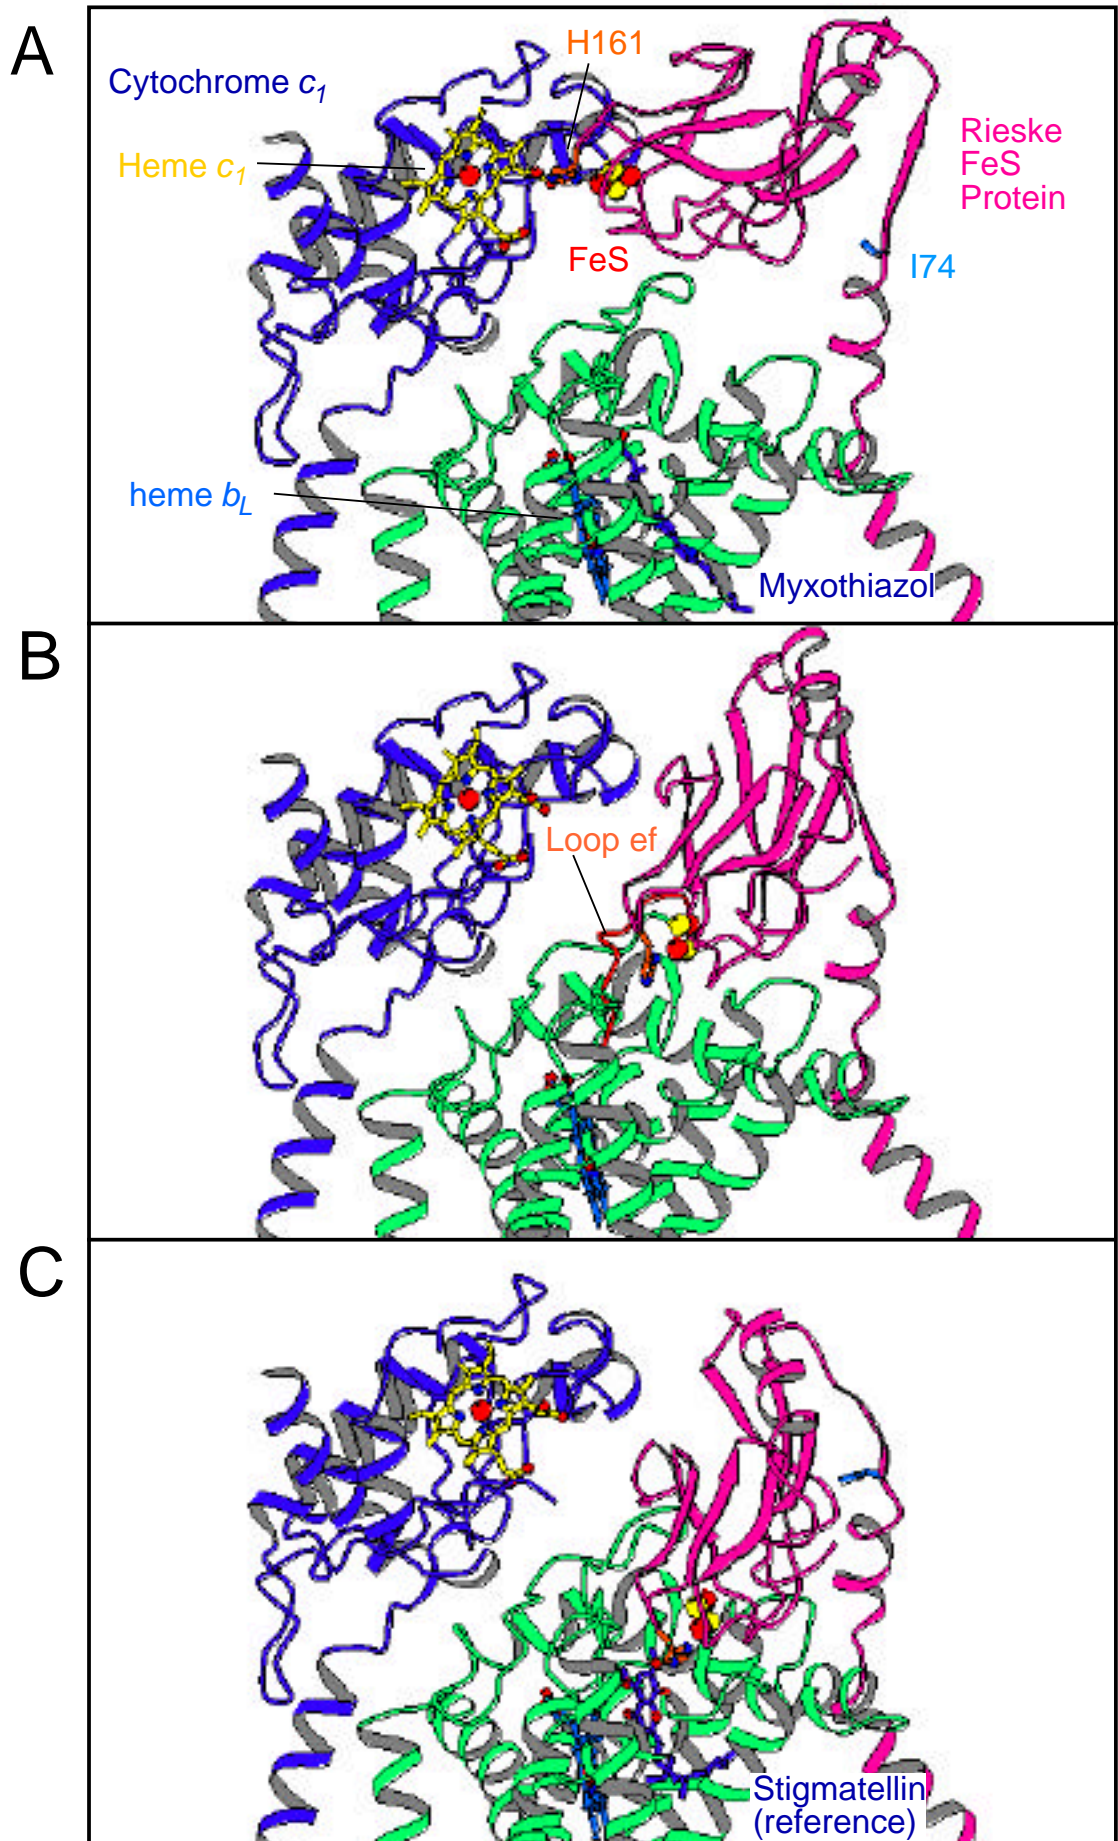 A
Cytochrome c1
H161
Heme c1
Rieske
FeS
Protein
FeS
I74
heme bL
Myxothiazol
B
Loop ef
C
Stigmatellin
(reference)